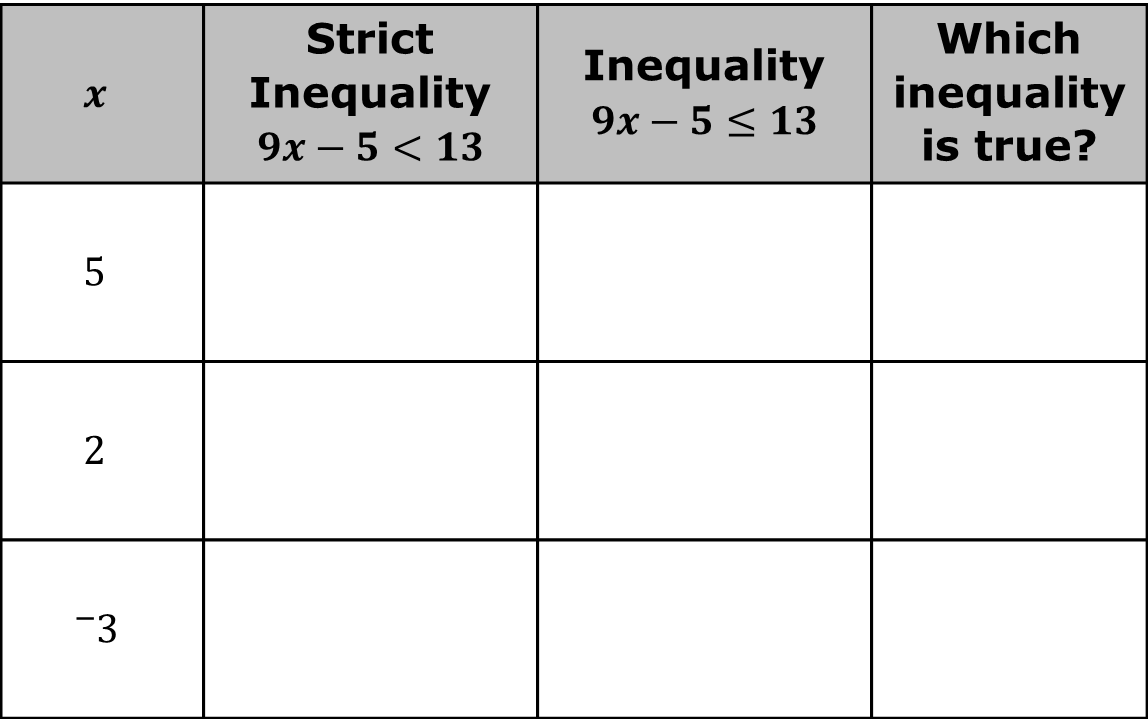 x
Strict
Inequality
9x − 5 < 13
Inequality
9x − 5 ≤ 13
Which
inequality
is true?
5
2
⁻3